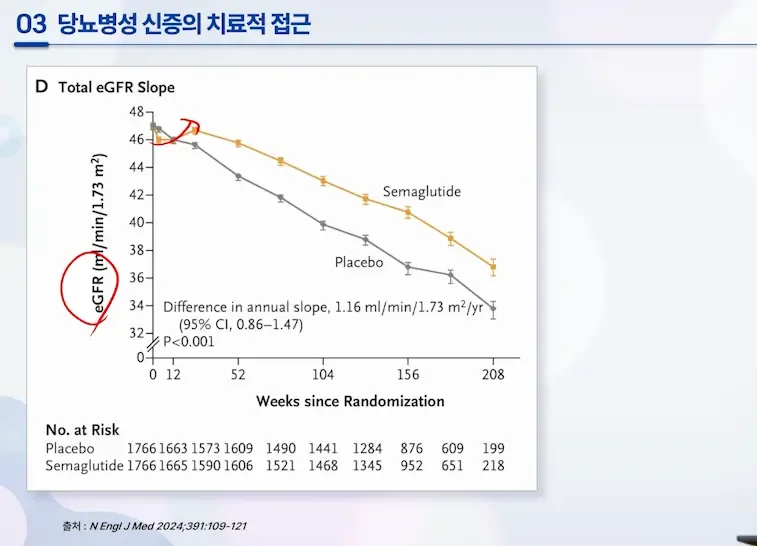 03 당뇨병성 신증의 치료적 접근
D Total eGFR Slope
eGFR (ml/min/1.73 m²)
48
46
44
42
40
38
36
34
32
0
Semaglutide
Placebo
Difference in annual slope, 1.16 ml/min/1.73 m²/yr
(95% CI, 0.86–1.47)
P<0.001
0 12 52 104 156 208
Weeks since Randomization
No. at Risk
Placebo 1766 1663 1573 1609 1490 1441 1284 876 609 199
Semaglutide 1766 1665 1590 1606 1521 1468 1345 952 651 218
출처 : N Engl J Med 2024;391:109-121